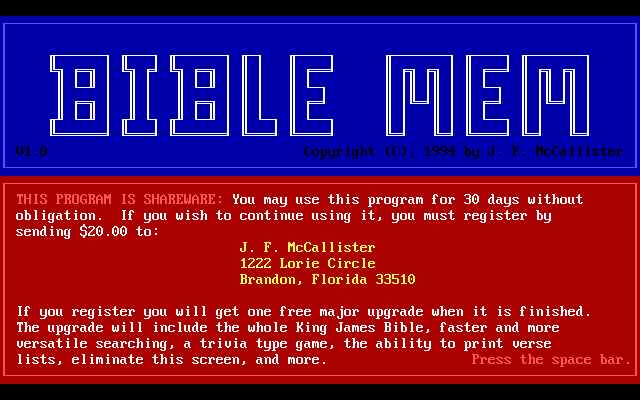 BIBLE MEM
V1.0 Copyright (C), 1994 by J. F. McCallister
THIS PROGRAM IS SHAREWARE: You may use this program for 30 days without
obligation.  If you wish to continue using it, you must register by
sending $20.00 to:
J. F. McCallister
1222 Lorie Circle
Brandon, Florida 33510
If you register you will get one free major upgrade when it is finished.
The upgrade will include the whole King James Bible, faster and more
versatile searching, a trivia type game, the ability to print verse
lists, eliminate this screen, and more. Press the space bar.